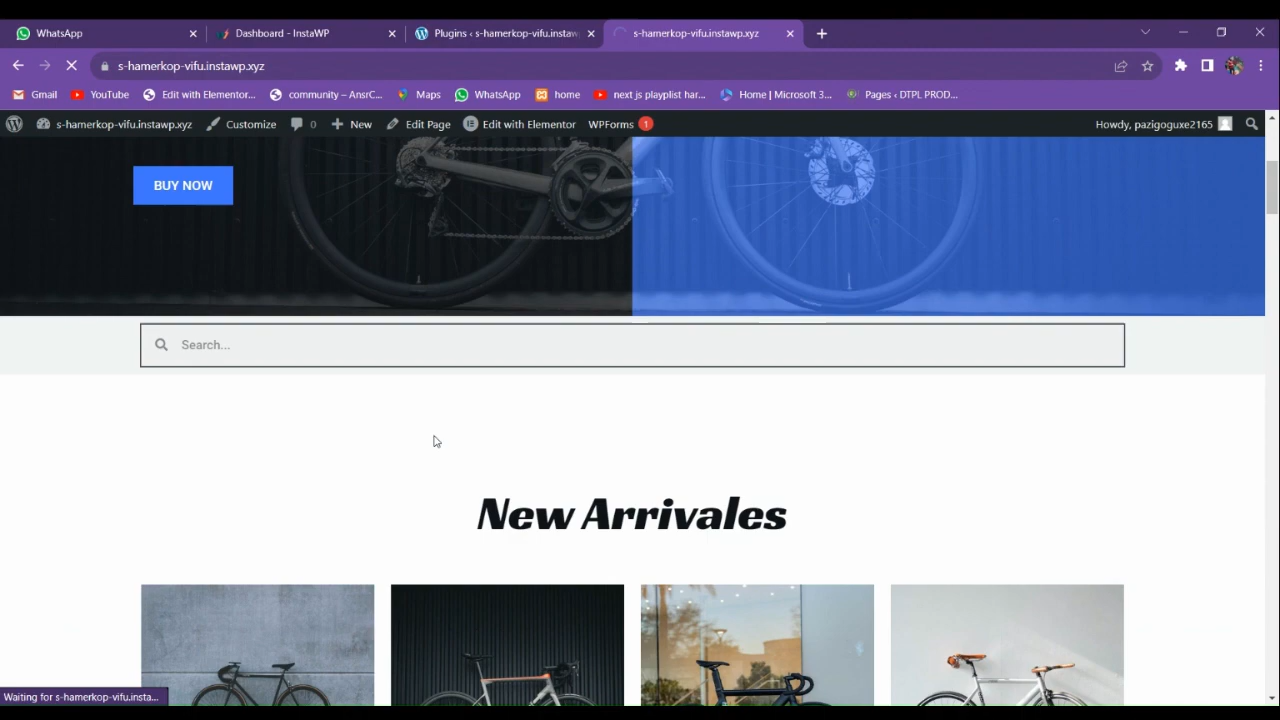 WhatsApp
Dashboard - InstaWP
Plugins ‹ s-hamerkop-vifu.instaw
s-hamerkop-vifu.instawp.xyz
s-hamerkop-vifu.instawp.xyz
Gmail
YouTube
Edit with Elementor...
community – AnsrC...
Maps
WhatsApp
home
next js playplist har...
Home | Microsoft 3...
Pages ‹ DTPL PROD...
s-hamerkop-vifu.instawp.xyz
Customize
0
New
Edit Page
Edit with Elementor
WPForms 1
Howdy, pazigoguxe2165
BUY NOW
Search...
New Arrivales
Waiting for s-hamerkop-vifu.insta...